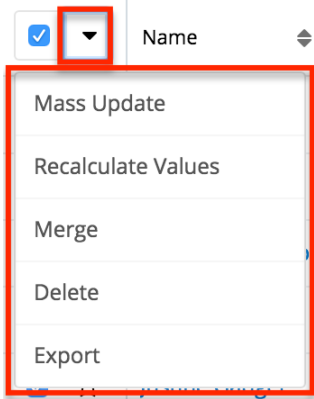 Name
Mass Update
Recalculate Values
Merge
Delete
Export